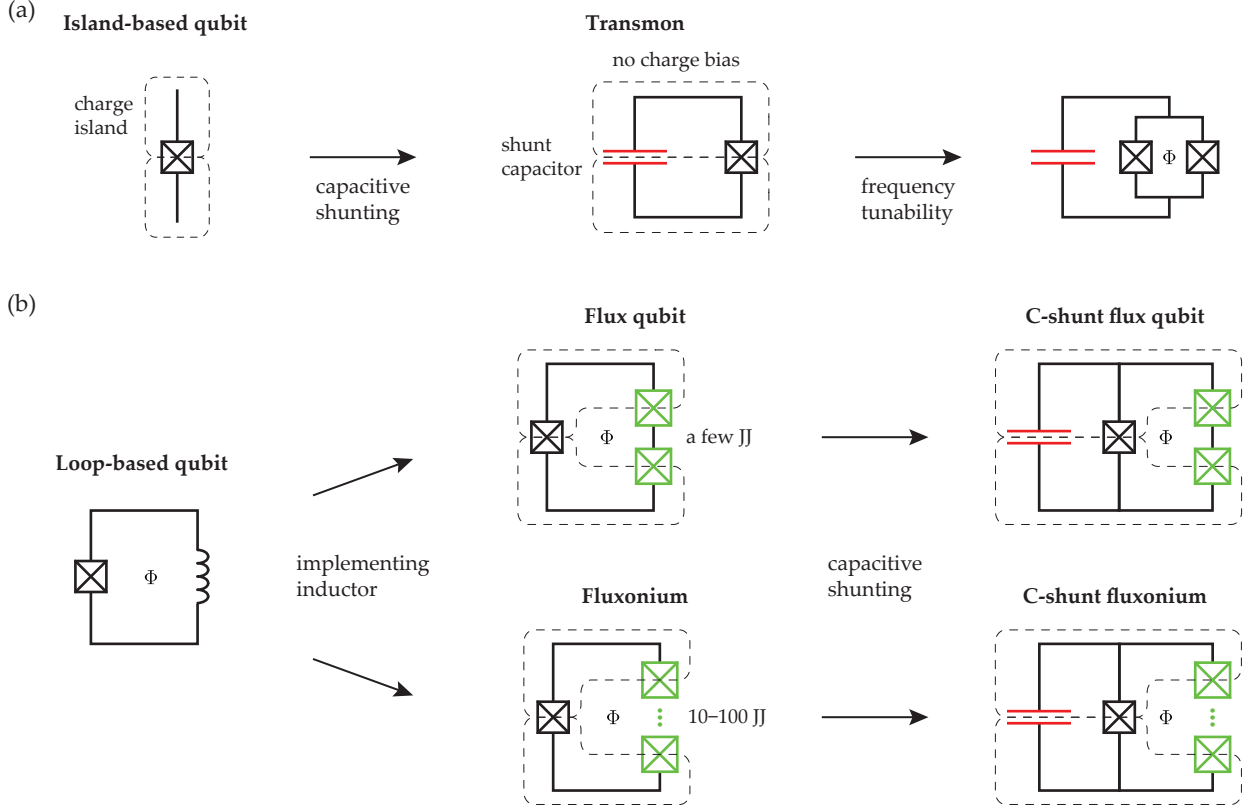 (a)
Island-based qubit
Transmon
no charge bias
charge
island
shunt
capacitor
capacitive
shunting
Φ
frequency
tunability
(b)
Flux qubit
C-shunt flux qubit
Φ
a few JJ
Φ
Loop-based qubit
Φ
implementing
inductor
capacitive
shunting
Fluxonium
C-shunt fluxonium
Φ
10–100 JJ
Φ